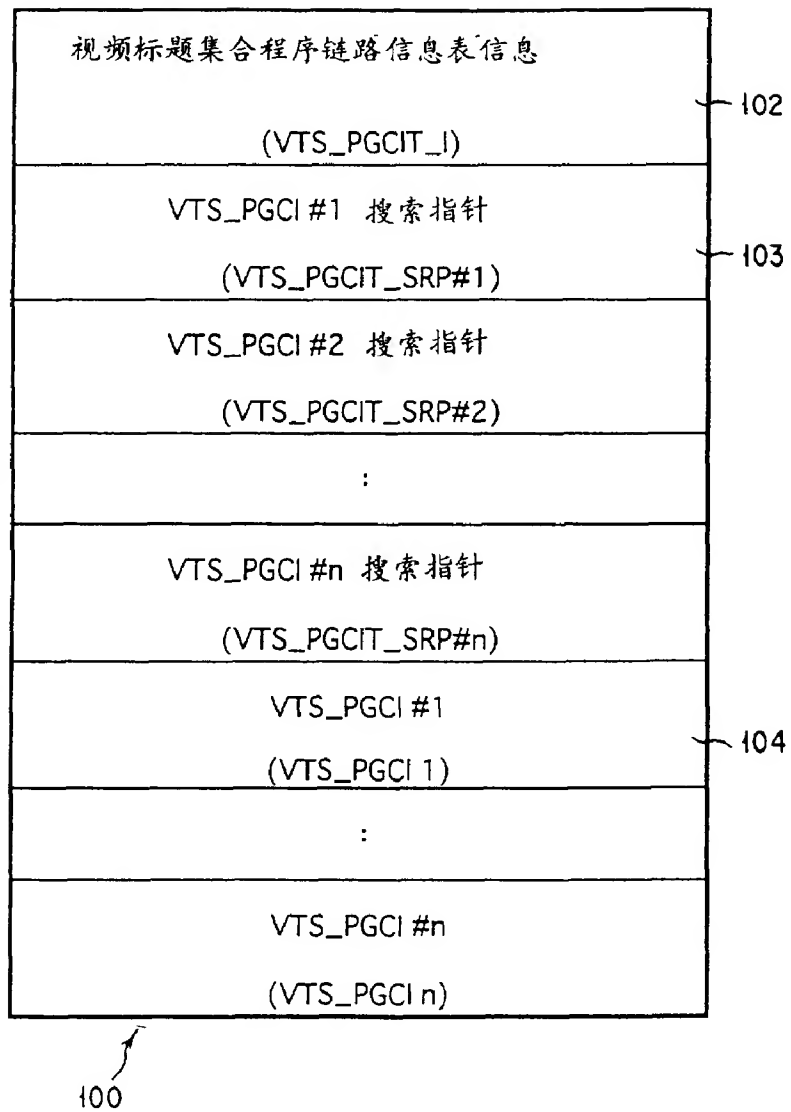 视频标题集合程序链路信息表信息
(VTS_PGCIT_I)
102
VTS_PGCI #1 搜索指针
(VTS_PGCIT_SRP#1)
103
VTS_PGCI #2 搜索指针
(VTS_PGCIT_SRP#2)
:
VTS_PGCI #n 搜索指针
(VTS_PGCIT_SRP#n)
VTS_PGCI #1
(VTS_PGCI 1)
104
:
VTS_PGCI #n
(VTS_PGCI n)
100